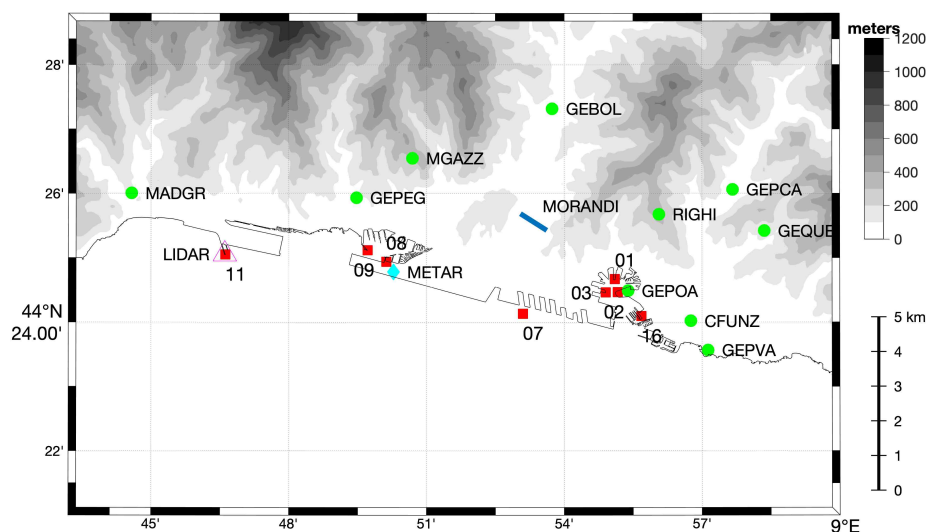 meters
1200
1000
800
600
400
200
0
28'
GEBOL
MGAZZ
26'
MADGR
GEPEG
MORANDI
RIGHI
GEPCA
GEQUE
LIDAR
11
08
09
METAR
01
03
GEPOA
02
07
16
CFUNZ
GEPVA
44°N
24.00'
22'
45'
48'
51'
54'
57'
9°E
5 km
4
3
2
1
0